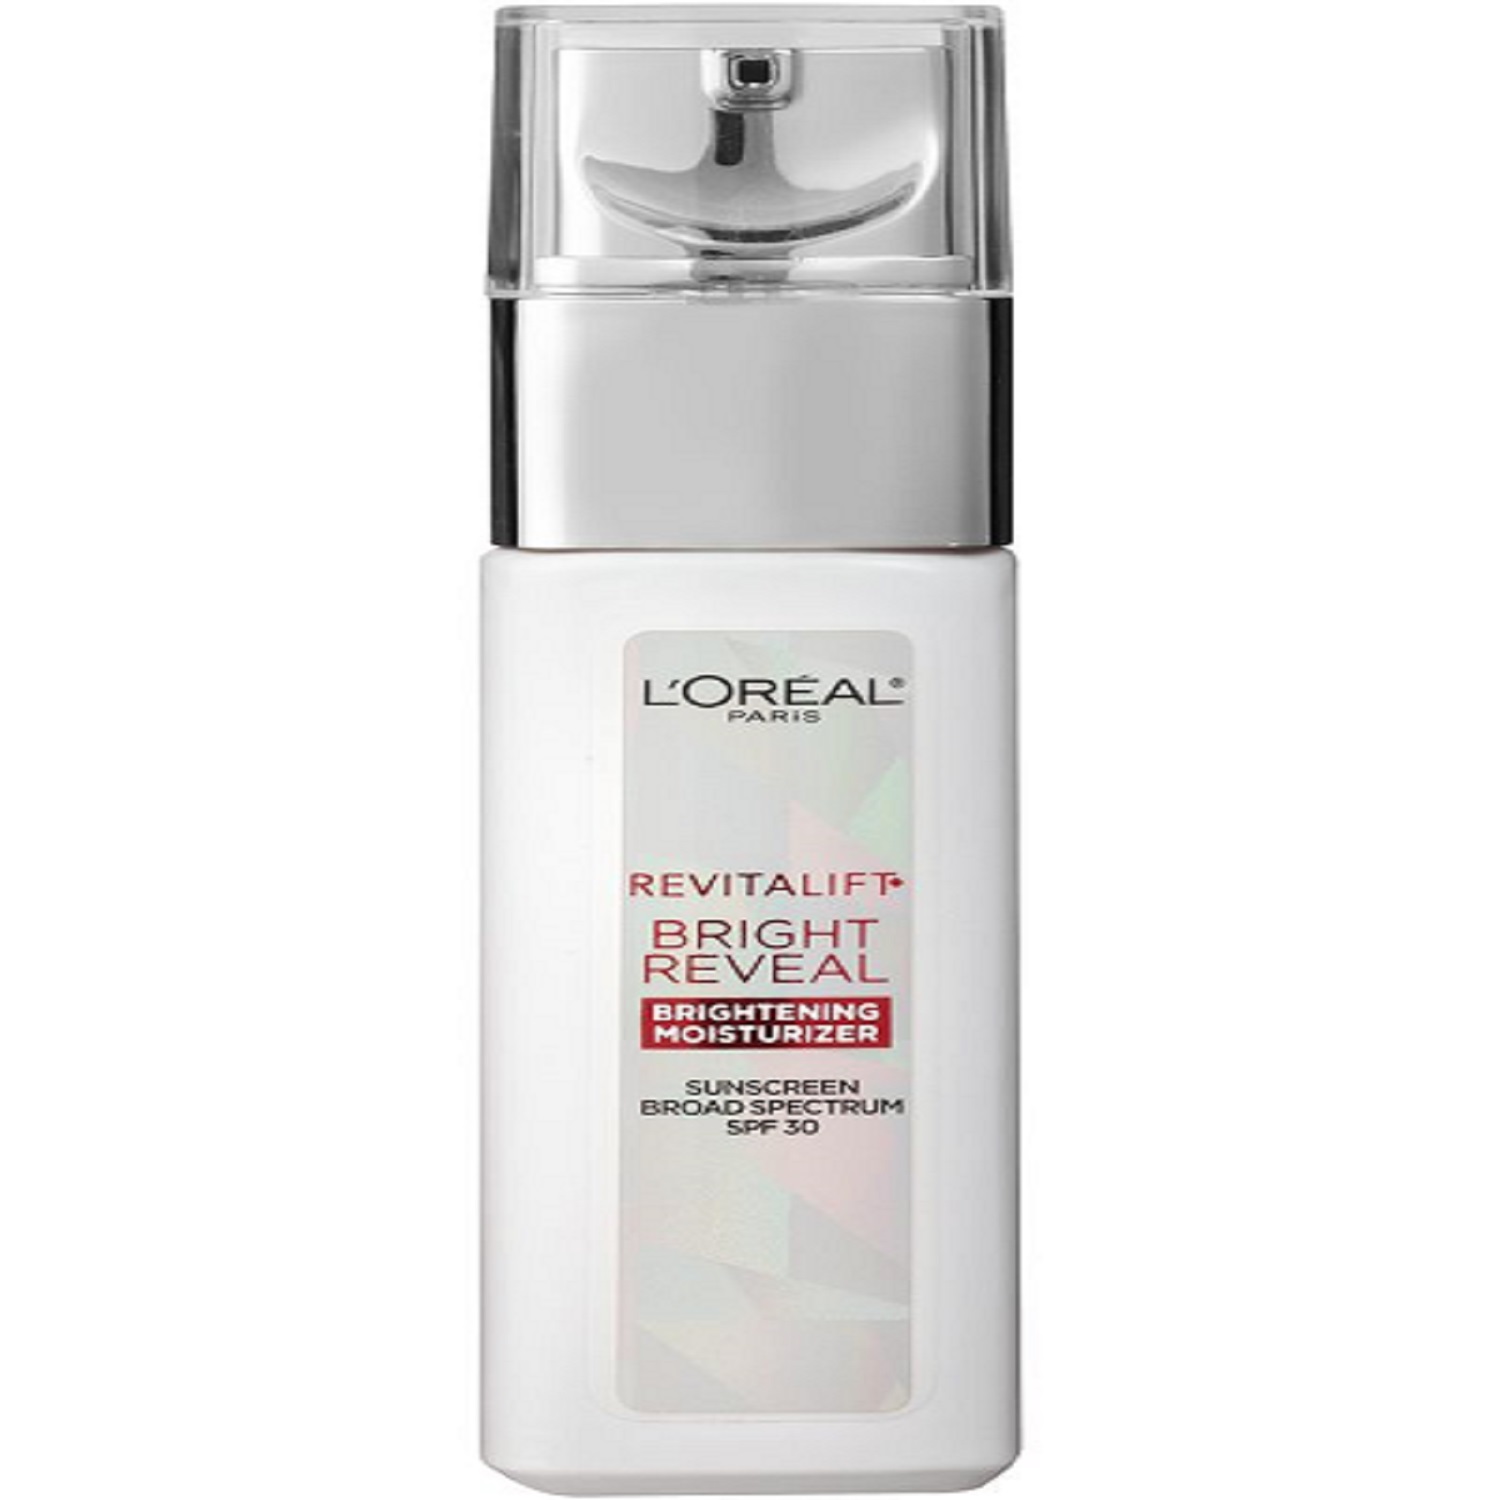 L'ORÉAL®
PARIS
REVITALIFT
BRIGHT
REVEAL
BRIGHTENING
MOISTURIZER
SUNSCREEN
BROAD SPECTRUM
SPF 30